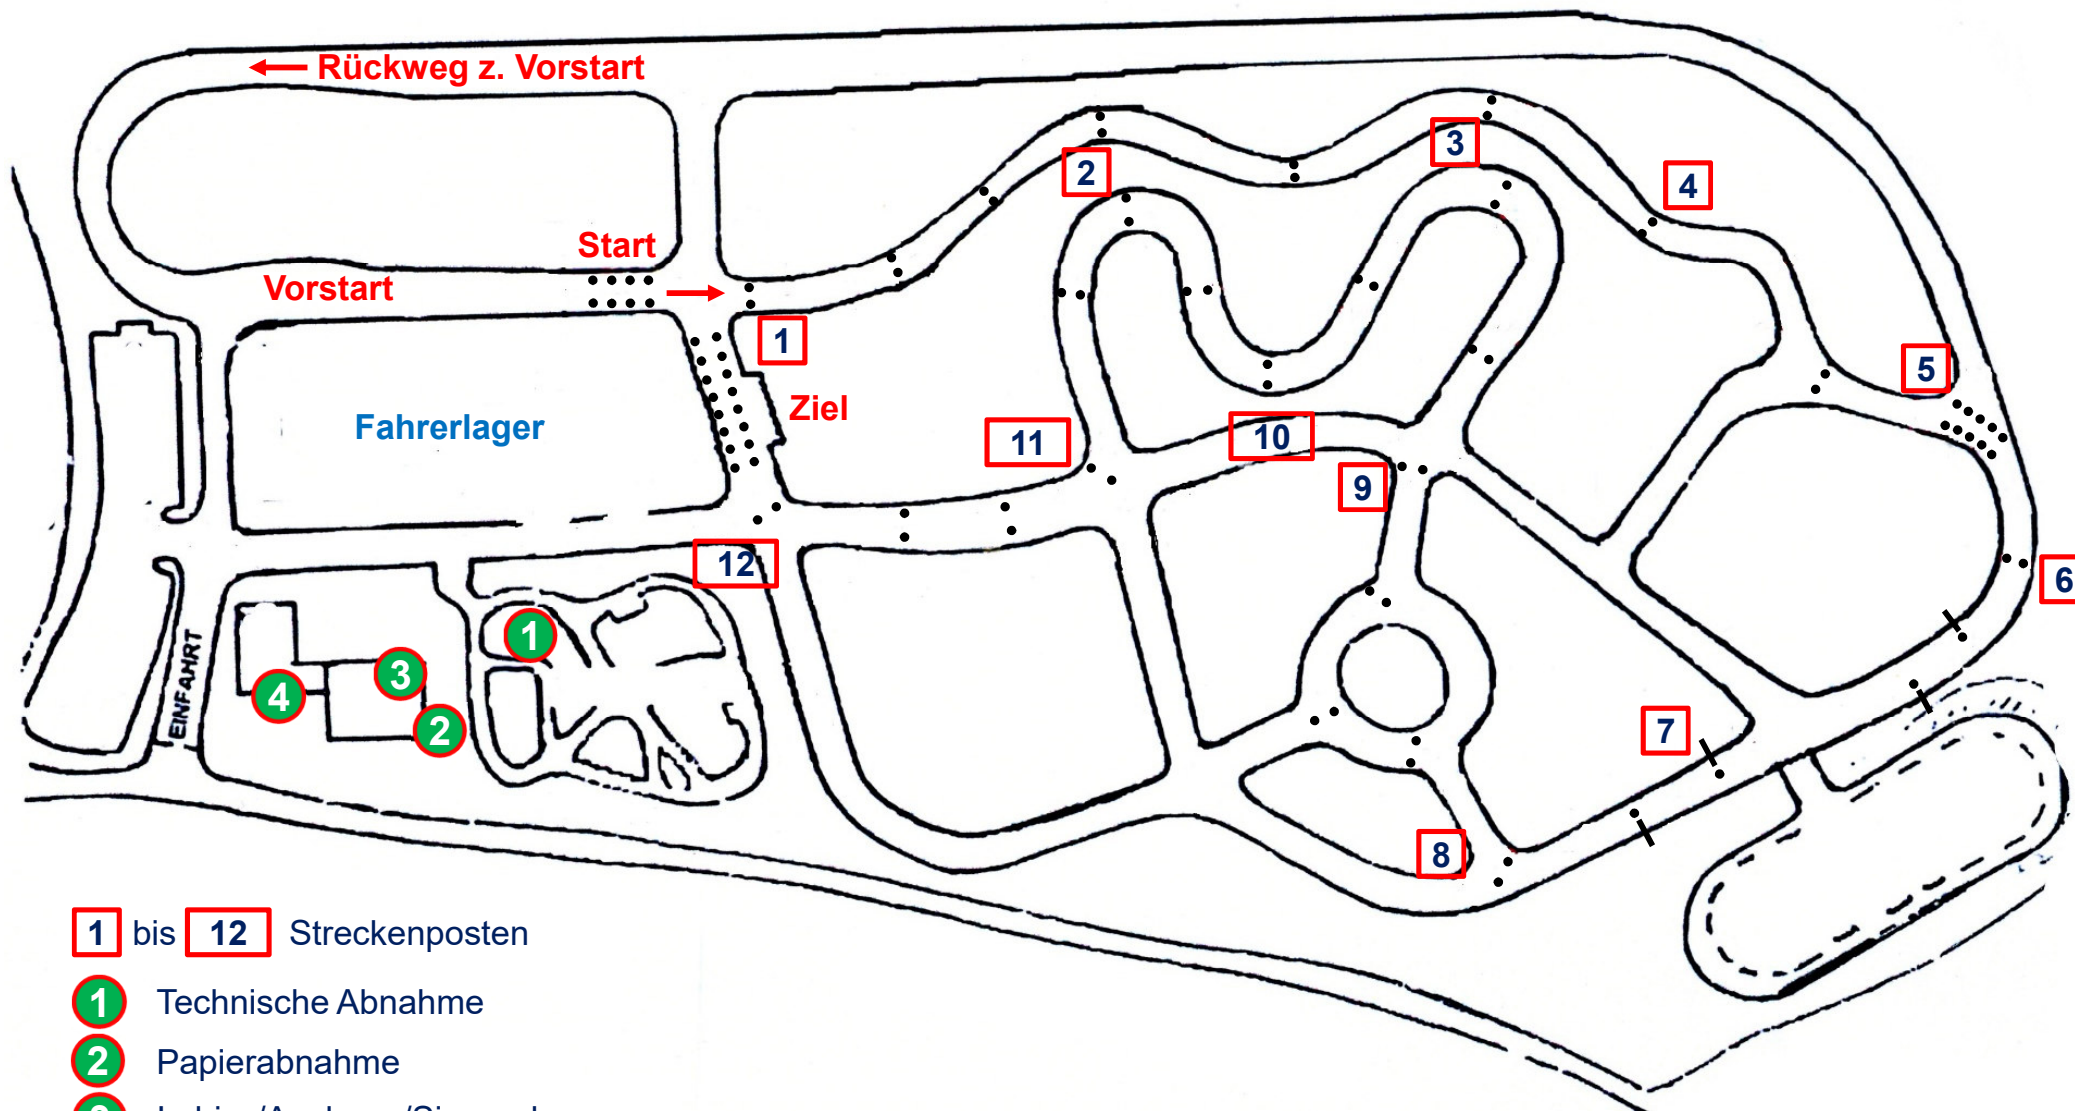 Rückweg z. Vorstart
3
2
4
Start
Vorstart
1
5
Ziel
Fahrerlager
11
10
9
12
6
1
EINFAHRT
3
4
2
7
8
1 bis 12 Streckenposten
1 Technische Abnahme
2 Papierabnahme